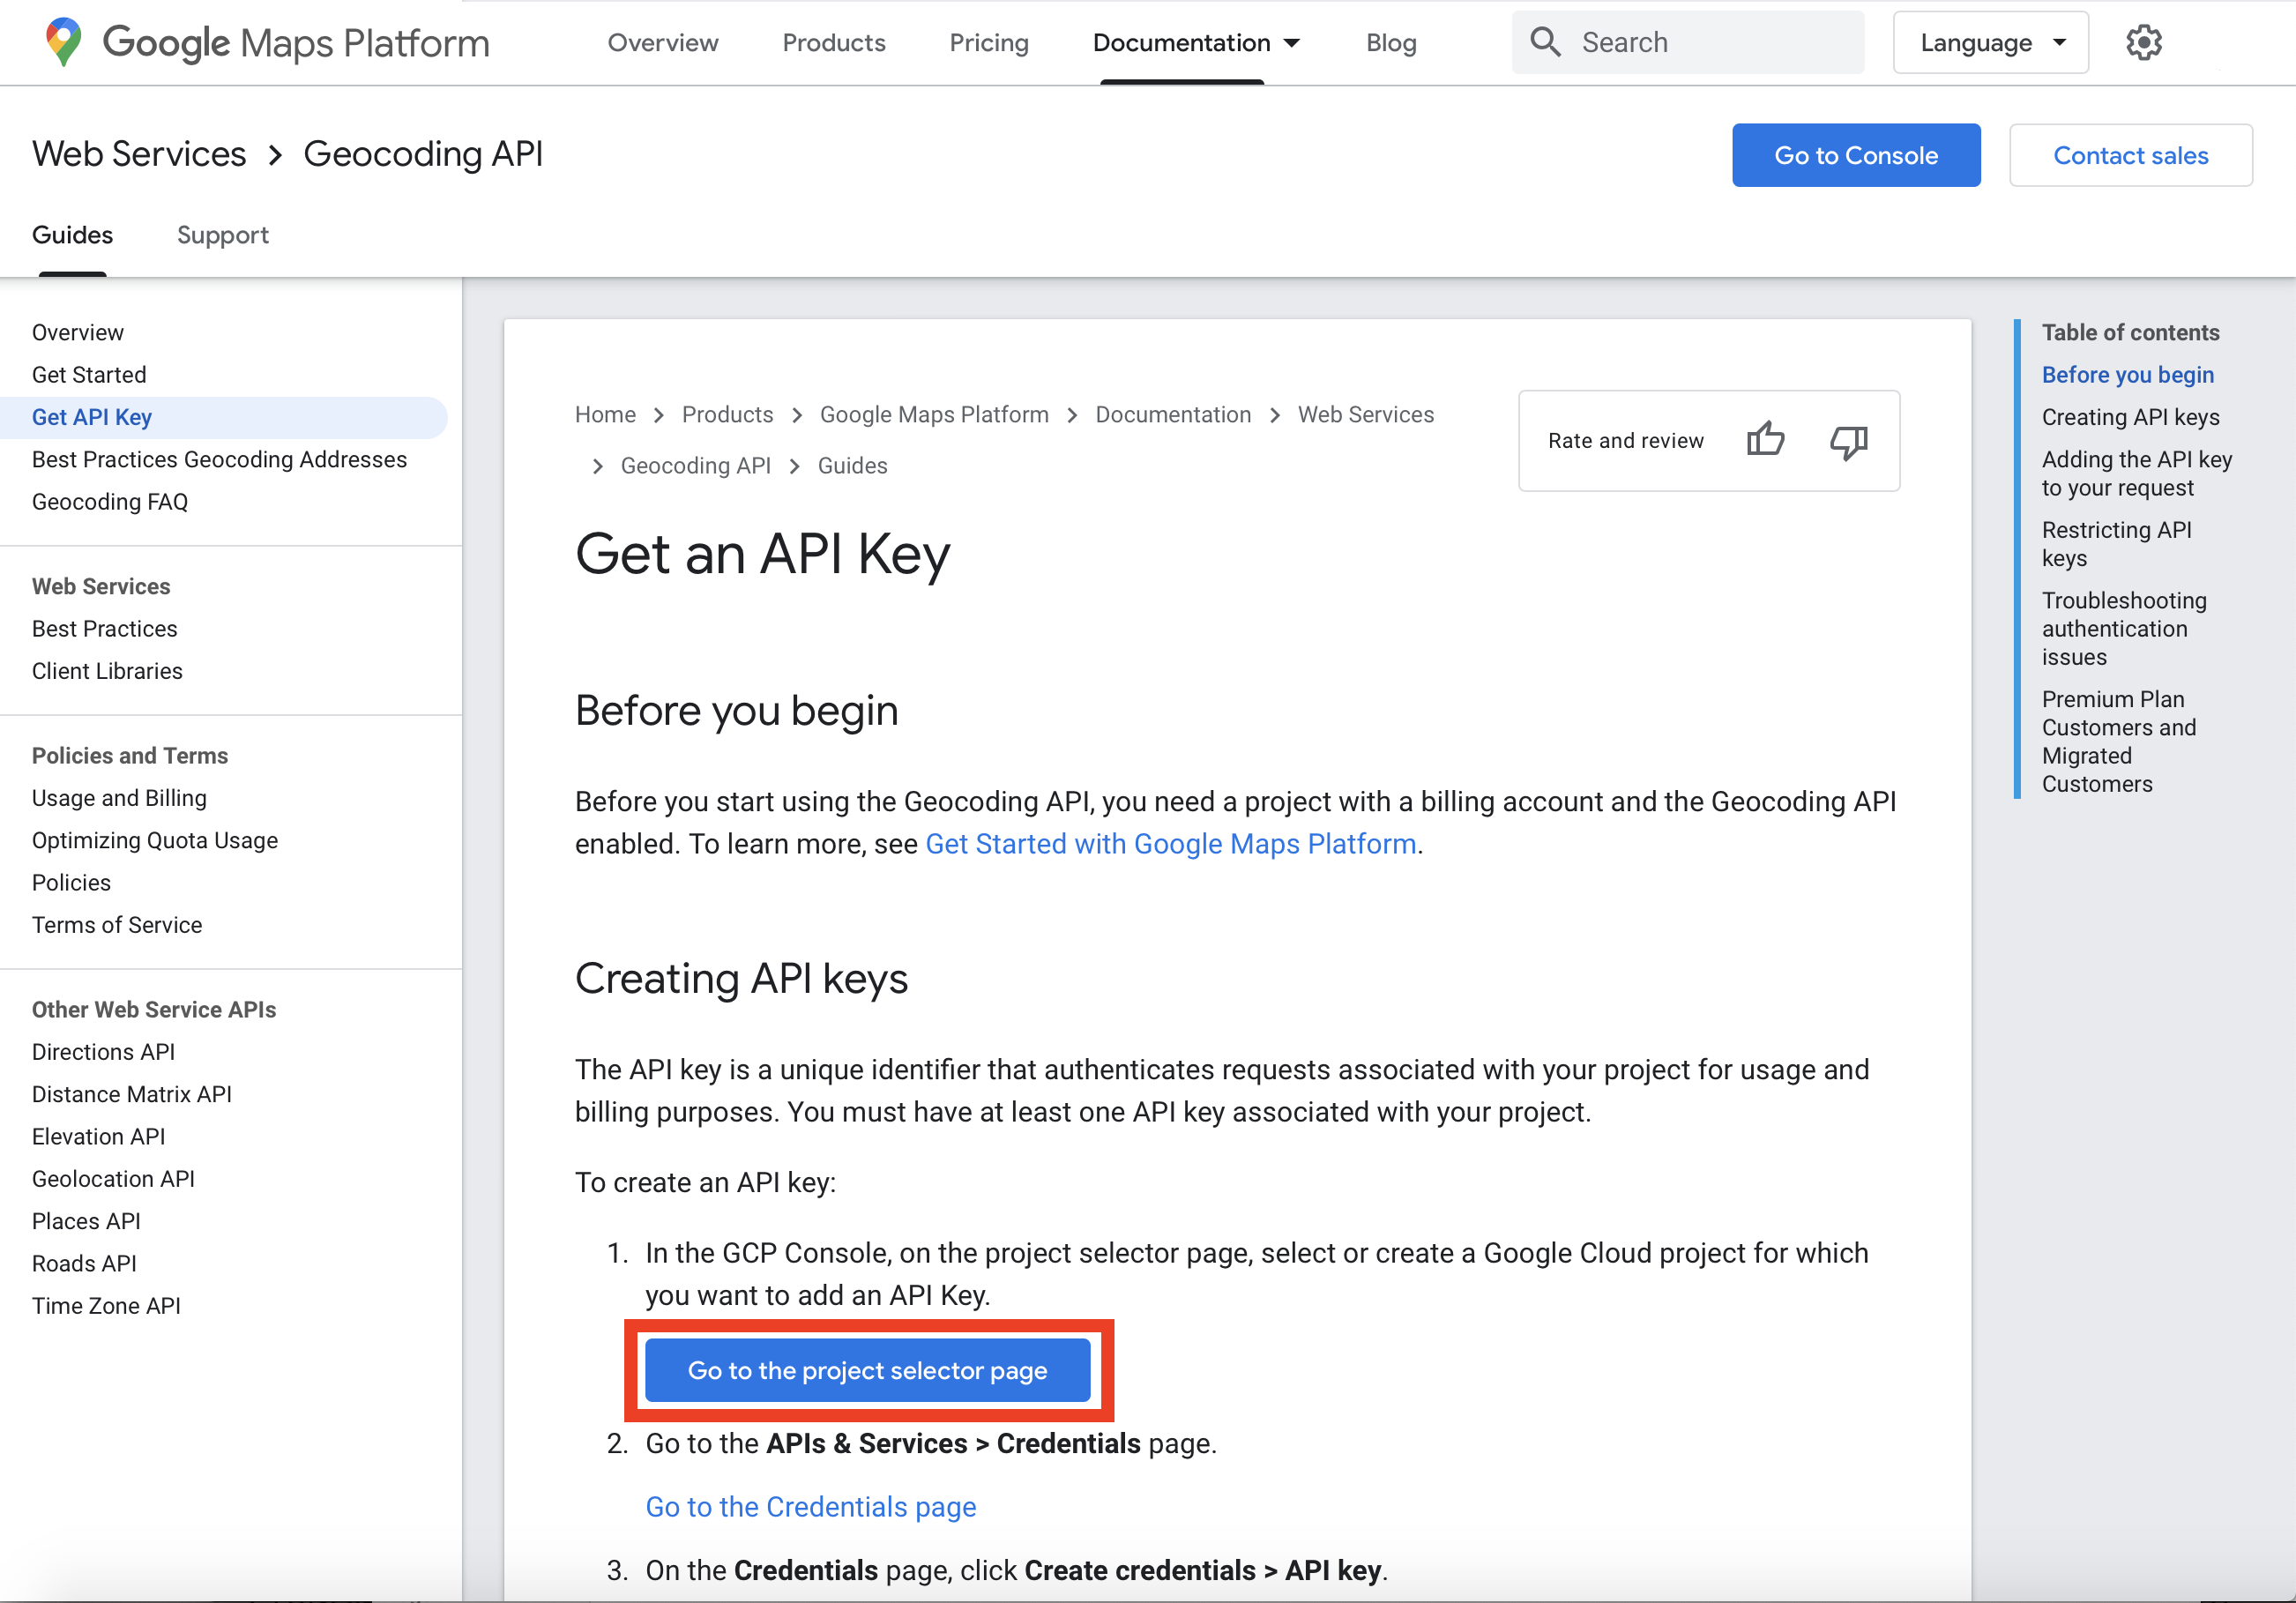 Google Maps Platform
Overview
Products
Pricing
Documentation
Blog
Search
Language
Web Services > Geocoding API
Go to Console
Contact sales
Guides
Support
Overview
Get Started
Get API Key
Best Practices Geocoding Addresses
Geocoding FAQ
Web Services
Best Practices
Client Libraries
Policies and Terms
Usage and Billing
Optimizing Quota Usage
Policies
Terms of Service
Other Web Service APIs
Directions API
Distance Matrix API
Elevation API
Geolocation API
Places API
Roads API
Time Zone API
Home > Products > Google Maps Platform > Documentation > Web Services
> Geocoding API > Guides
Rate and review
Get an API Key
Before you begin
Before you start using the Geocoding API, you need a project with a billing account and the Geocoding API
enabled. To learn more, see Get Started with Google Maps Platform.
Creating API keys
The API key is a unique identifier that authenticates requests associated with your project for usage and
billing purposes. You must have at least one API key associated with your project.
To create an API key:
1. In the GCP Console, on the project selector page, select or create a Google Cloud project for which
you want to add an API Key.
Go to the project selector page
2. Go to the APIs & Services > Credentials page.
Go to the Credentials page
3. On the Credentials page, click Create credentials > API key.
Table of contents
Before you begin
Creating API keys
Adding the API key
to your request
Restricting API
keys
Troubleshooting
authentication
issues
Premium Plan
Customers and
Migrated
Customers